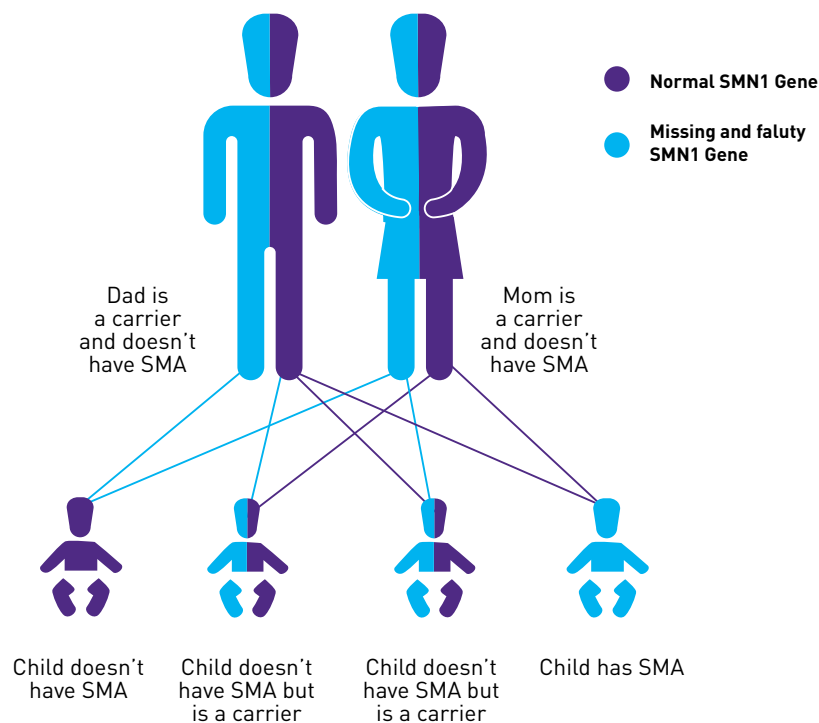 Normal SMN1 Gene
Missing and faluty
SMN1 Gene
Dad is
a carrier
and doesn't
have SMA
Mom is
a carrier
and doesn't
have SMA
Child doesn't
have SMA
Child doesn't
have SMA but
is a carrier
Child doesn't
have SMA but
is a carrier
Child has SMA